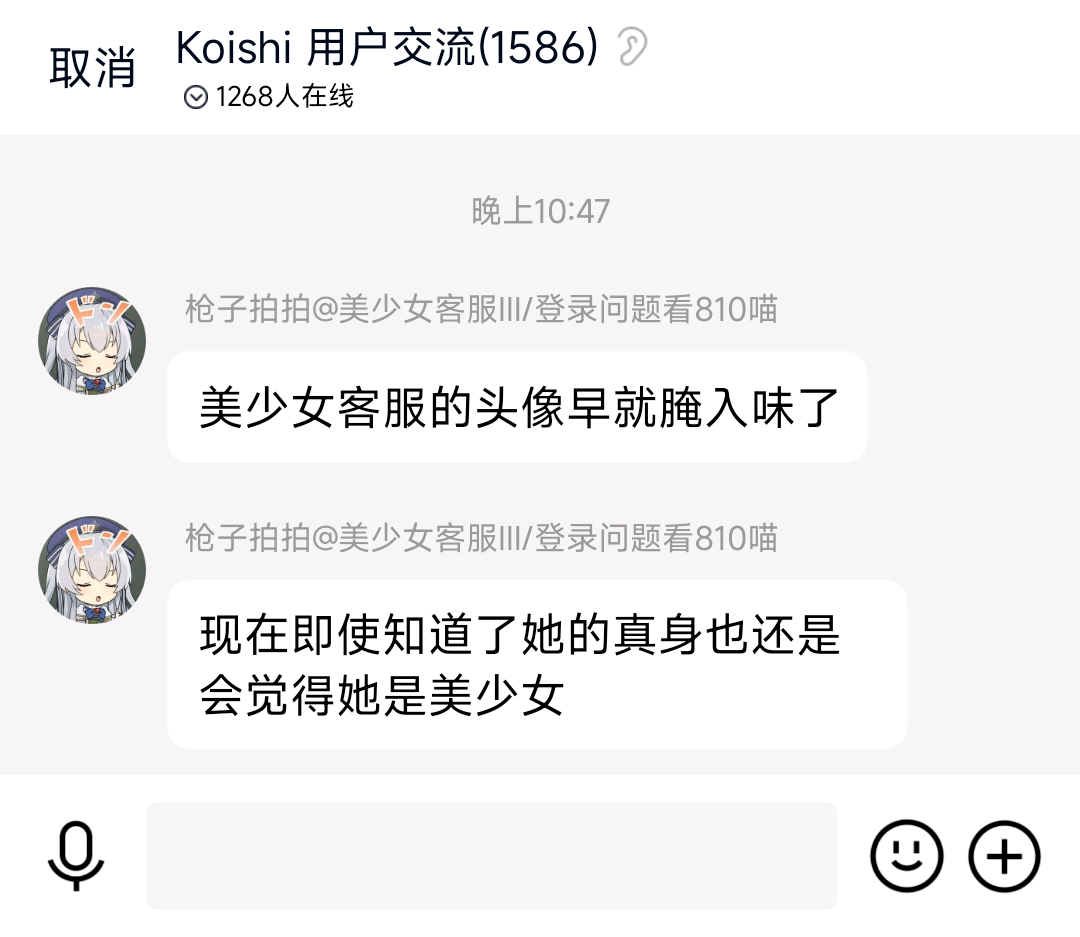 取消
Koishi 用户交流(1586)
1268人在线
晚上10:47
枪子拍拍@美少女客服III/登录问题看810喵
美少女客服的头像早就腌入味了
枪子拍拍@美少女客服III/登录问题看810喵
现在即使知道了她的真身也还是
会觉得她是美少女